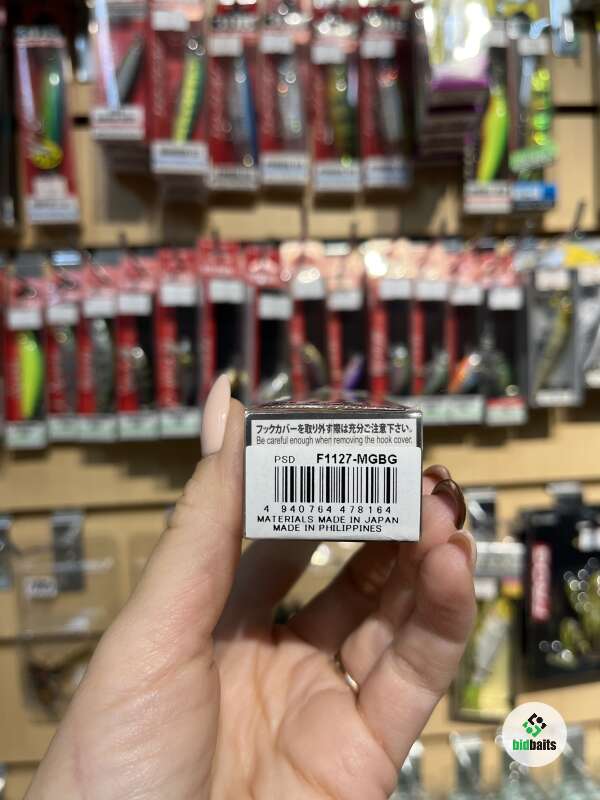 フックカバーを取り外す際は充分ご注意下さい。
Be careful enough when removing the hook cover.
PSD F1127-MGBG
4 940764 478164
MATERIALS MADE IN JAPAN
MADE IN PHILIPPINES
bidbaits